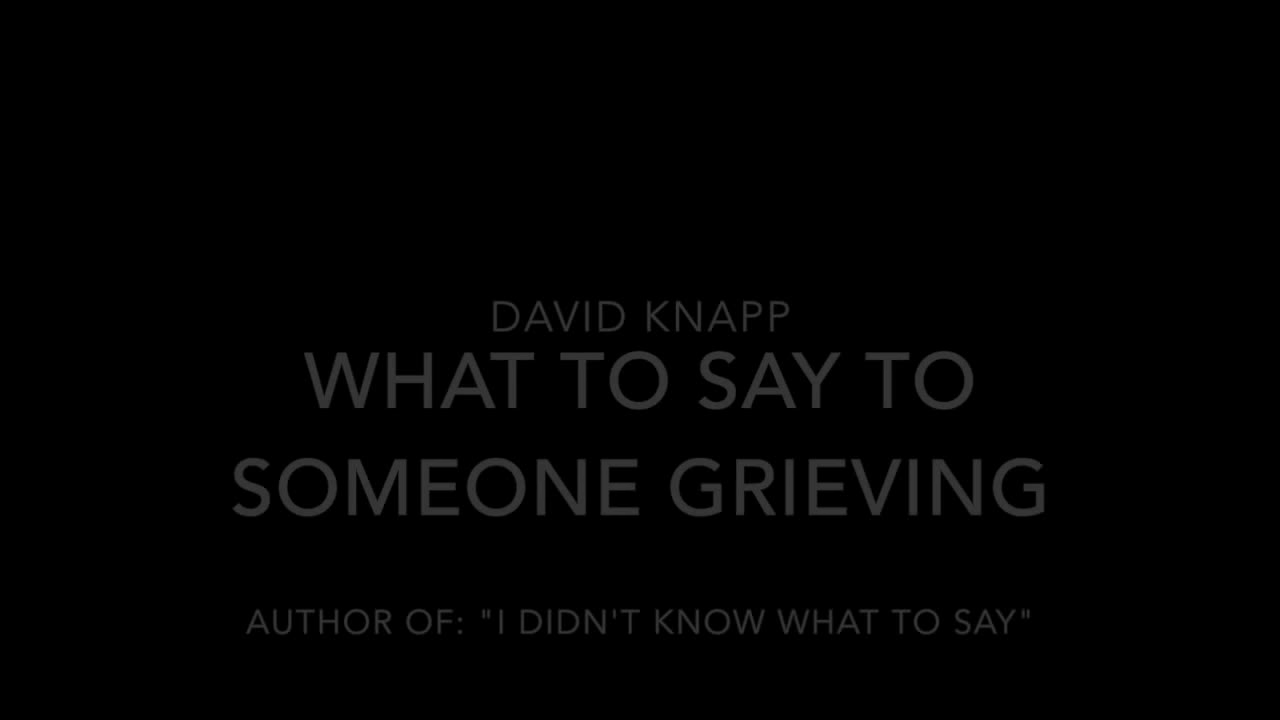 DAVID KNAPP
WHAT TO SAY TO
SOMEONE GRIEVING
AUTHOR OF: "I DIDN'T KNOW WHAT TO SAY"